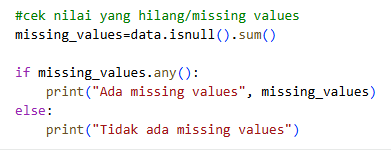 #cek nilai yang hilang/missing values
missing_values=data.isnull().sum()
if missing_values.any():
    print("Ada missing values", missing_values)
else:
    print("Tidak ada missing values")